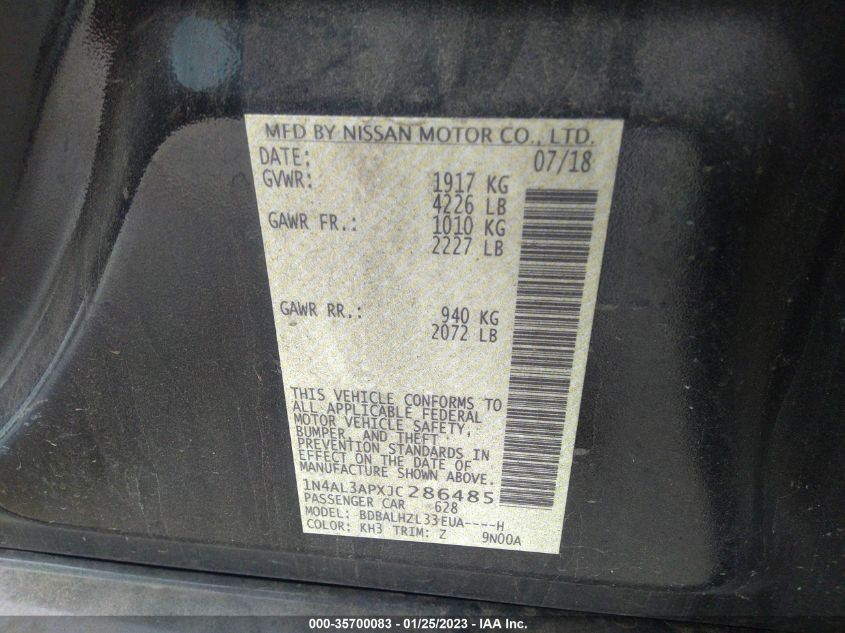 MFD BY NISSAN MOTOR CO., LTD.
DATE: 07/18
GVWR: 1917 KG
4226 LB
GAWR FR.: 1010 KG
2227 LB
GAWR RR.: 940 KG
2072 LB
THIS VEHICLE CONFORMS TO
ALL APPLICABLE FEDERAL
MOTOR VEHICLE SAFETY,
BUMPER, AND THEFT
PREVENTION STANDARDS IN
EFFECT ON THE DATE OF
MANUFACTURE SHOWN ABOVE.
1N4AL3APXJC286485
PASSENGER CAR 628
MODEL: BDBALHZL33EUA----H
COLOR: KH3 TRIM: Z 9N00A
000-35700083 - 01/25/2023 - IAA Inc.